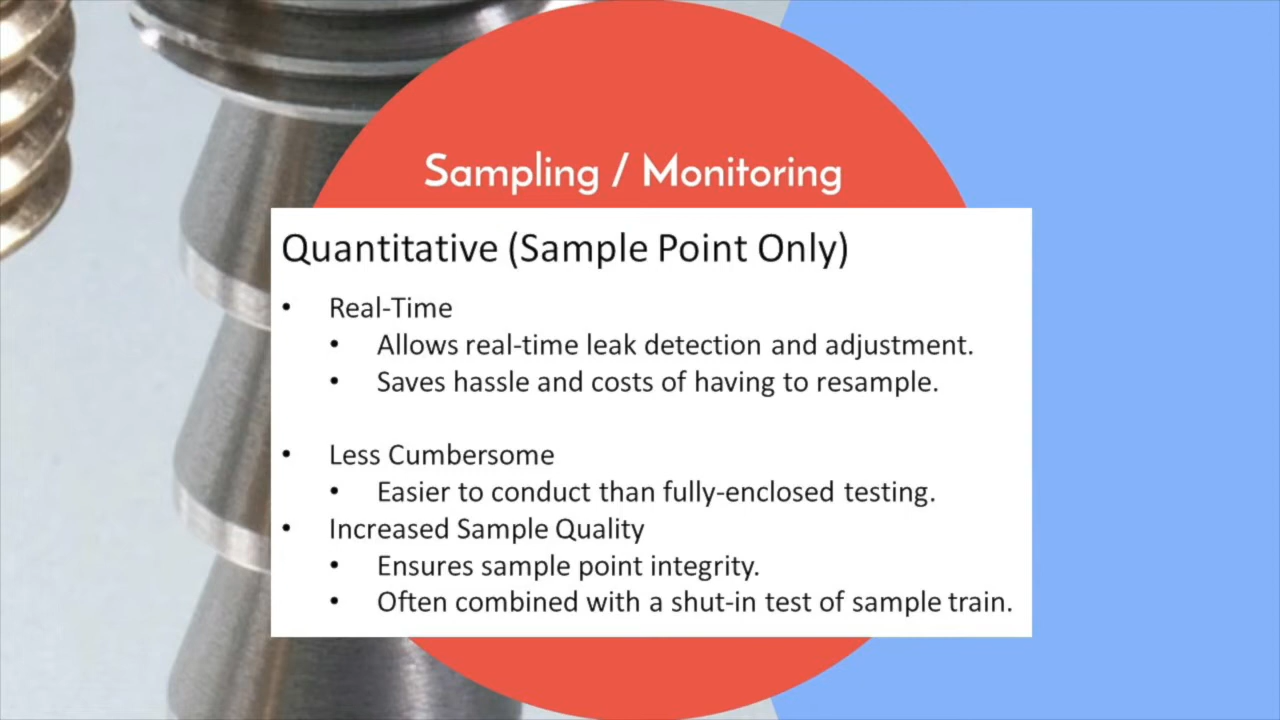 Sampling / Monitoring
Quantitative (Sample Point Only)
• Real-Time
• Allows real-time leak detection and adjustment.
• Saves hassle and costs of having to resample.
• Less Cumbersome
• Easier to conduct than fully-enclosed testing.
• Increased Sample Quality
• Ensures sample point integrity.
• Often combined with a shut-in test of sample train.